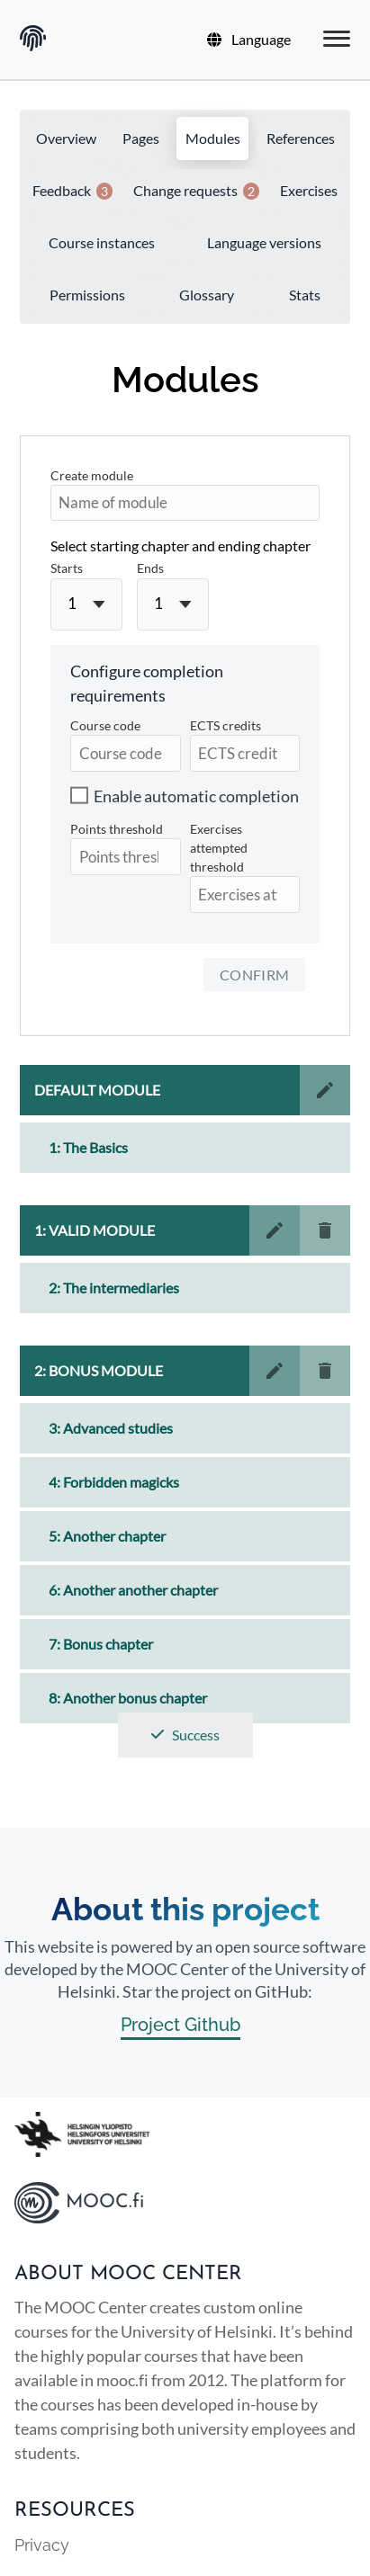 Language
Overview Pages Modules References
Feedback 3 Change requests 2 Exercises
Course instances Language versions
Permissions Glossary Stats
Modules
Create module
Name of module
Select starting chapter and ending chapter
Starts Ends
1 1
Configure completion
requirements
Course code ECTS credits
Course code ECTS credit
Enable automatic completion
Points threshold Exercises
attempted
threshold
Points thres
Exercises at
CONFIRM
DEFAULT MODULE
1: The Basics
1: VALID MODULE
2: The intermediaries
2: BONUS MODULE
3: Advanced studies
4: Forbidden magicks
5: Another chapter
6: Another another chapter
7: Bonus chapter
8: Another bonus chapter
Success
About this project
This website is powered by an open source software
developed by the MOOC Center of the University of
Helsinki. Star the project on GitHub:
Project Github
HELSINGIN YLIOPISTO
HELSINGFORS UNIVERSITET
UNIVERSITY OF HELSINKI
MOOC.fi
ABOUT MOOC CENTER
The MOOC Center creates custom online
courses for the University of Helsinki. It’s behind
the highly popular courses that have been
available in mooc.fi from 2012. The platform for
the courses has been developed in-house by
teams comprising both university employees and
students.
RESOURCES
Privacy